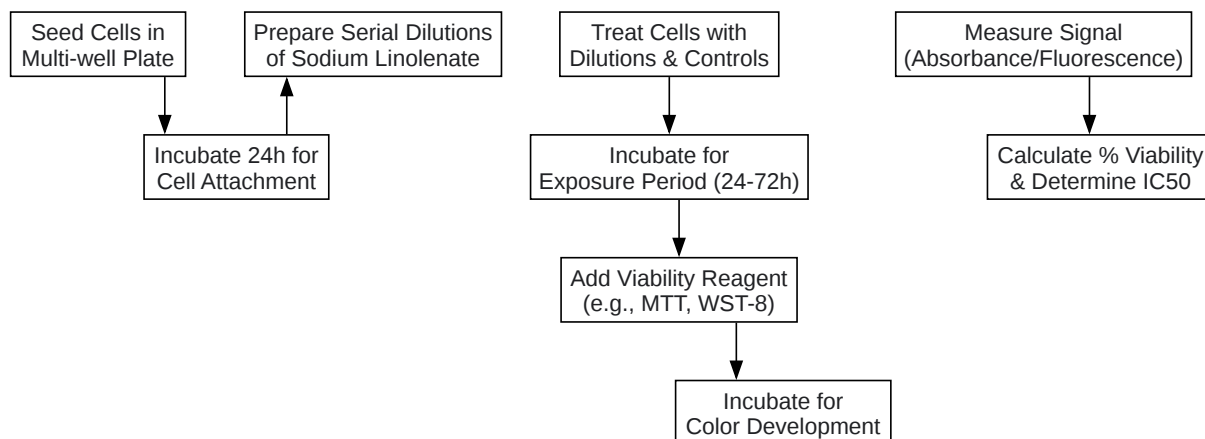 Seed Cells in
Multi-well Plate
Incubate 24h for
Cell Attachment
Prepare Serial Dilutions
of Sodium Linolenate
Treat Cells with
Dilutions & Controls
Incubate for
Exposure Period (24-72h)
Add Viability Reagent
(e.g., MTT, WST-8)
Incubate for
Color Development
Measure Signal
(Absorbance/Fluorescence)
Calculate % Viability
& Determine IC50